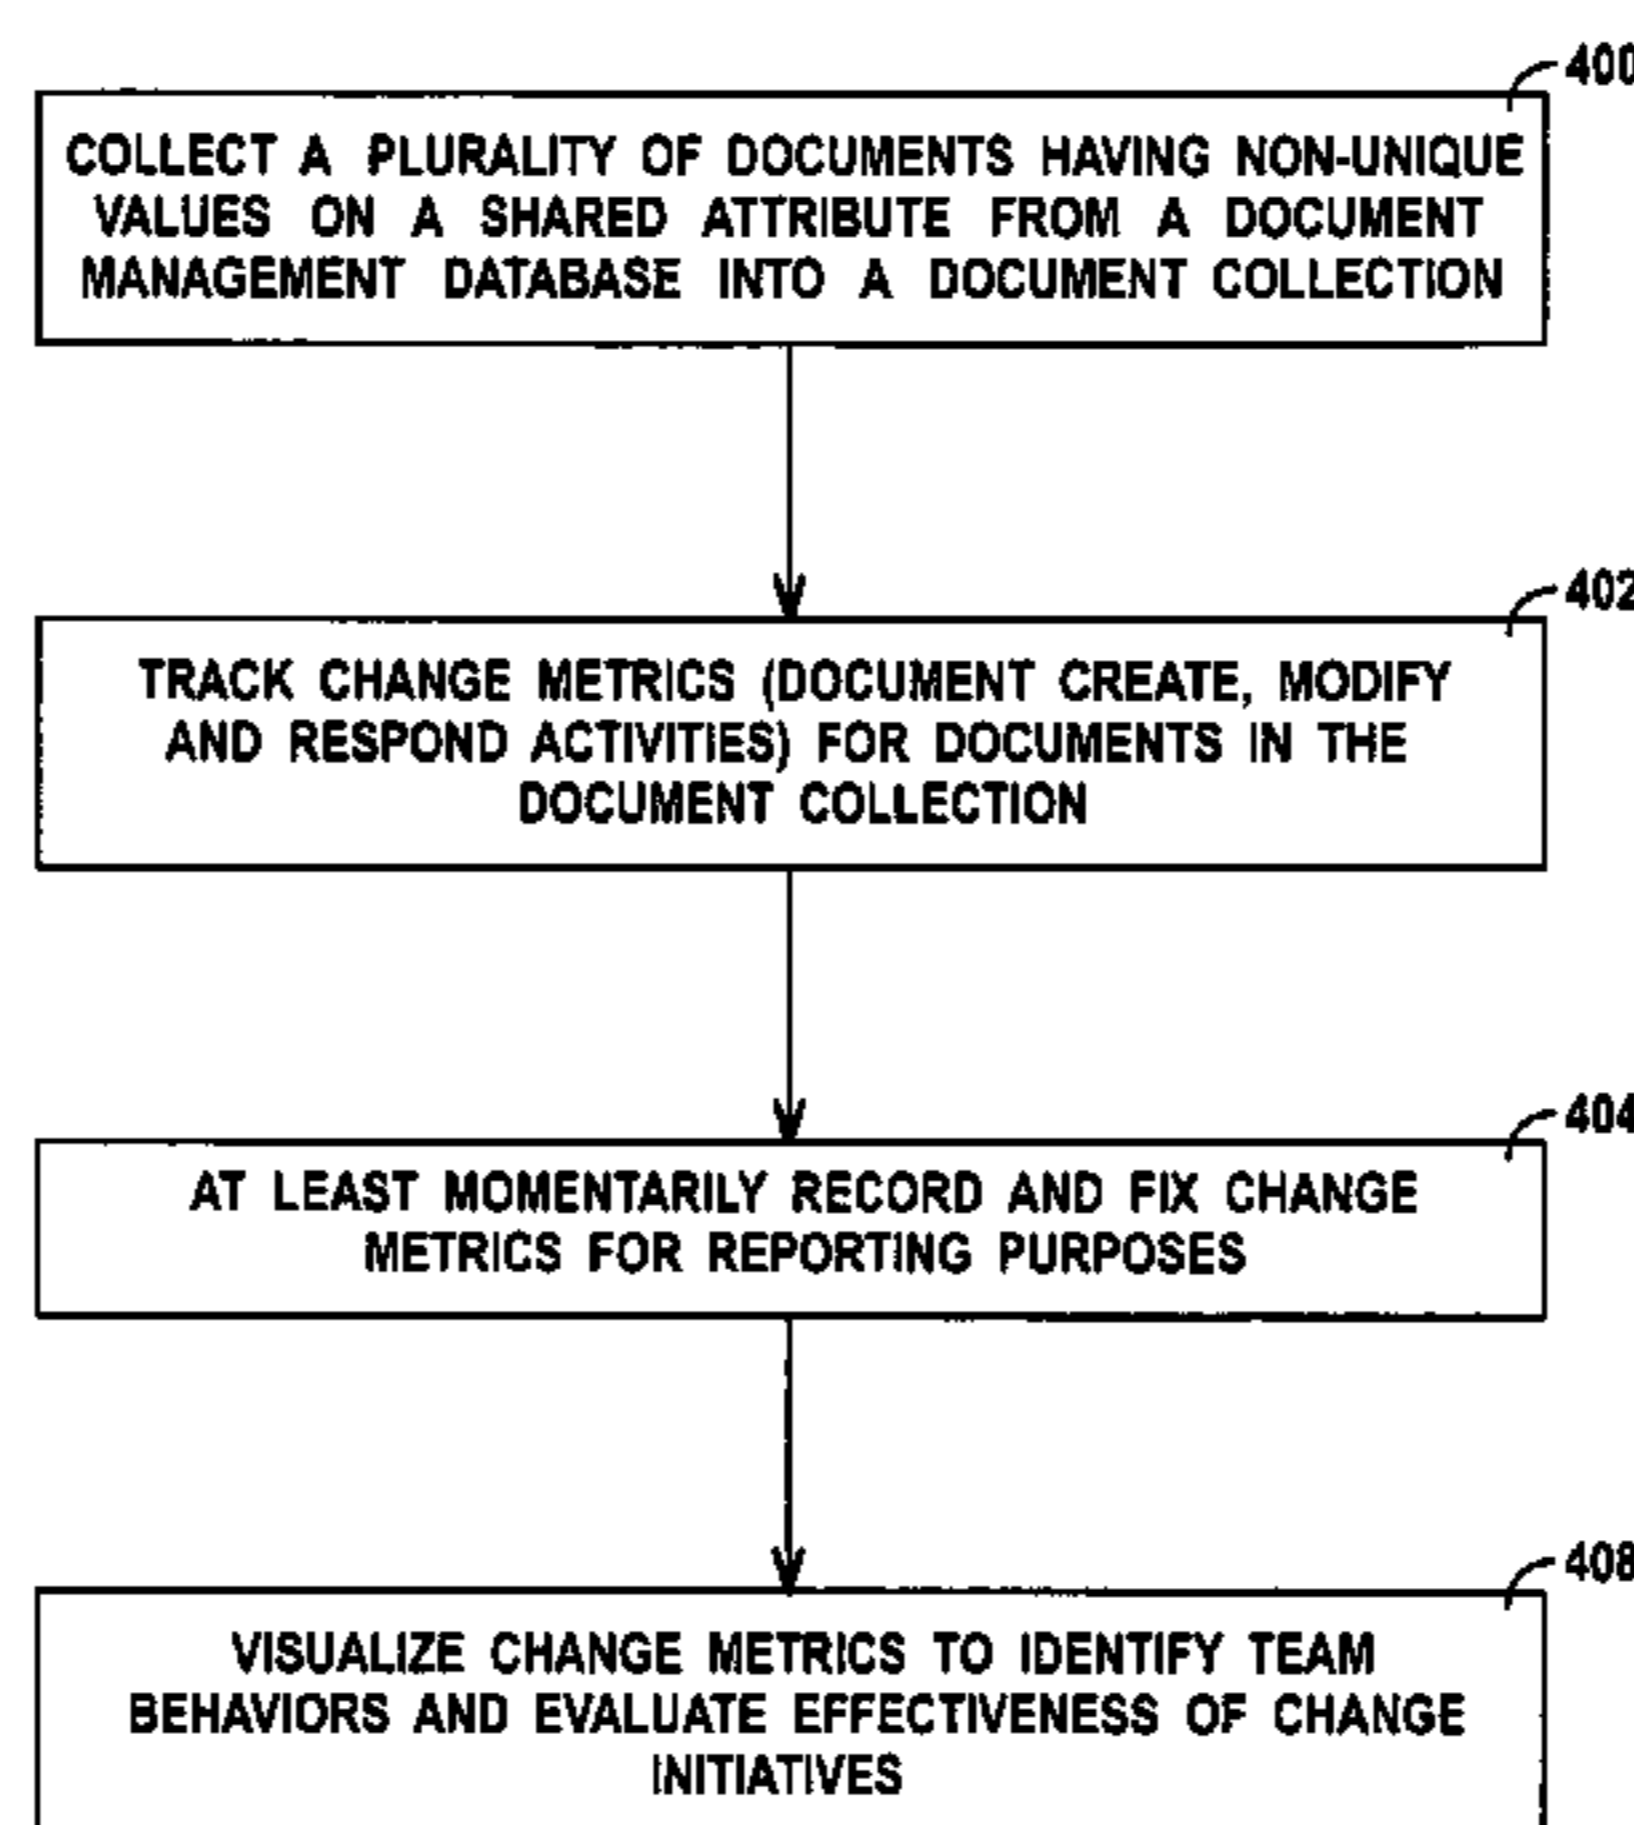 400
COLLECT A PLURALITY OF DOCUMENTS HAVING NON-UNIQUE
VALUES ON A SHARED ATTRIBUTE FROM A DOCUMENT
MANAGEMENT DATABASE INTO A DOCUMENT COLLECTION
402
TRACK CHANGE METRICS (DOCUMENT CREATE, MODIFY
AND RESPOND ACTIVITIES) FOR DOCUMENTS IN THE
DOCUMENT COLLECTION
404
AT LEAST MOMENTARILY RECORD AND FIX CHANGE
METRICS FOR REPORTING PURPOSES
408
VISUALIZE CHANGE METRICS TO IDENTIFY TEAM
BEHAVIORS AND EVALUATE EFFECTIVENESS OF CHANGE
INITIATIVES